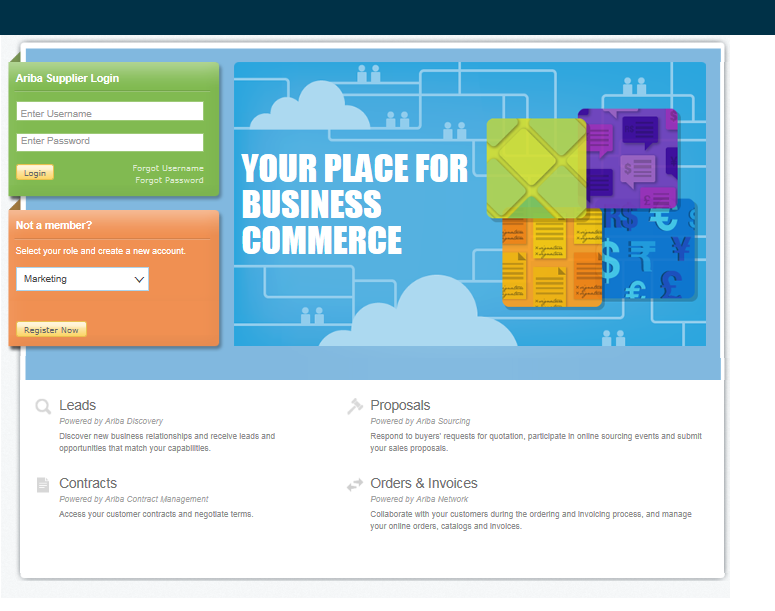 Ariba Supplier Login
Enter Username
Enter Password
Login
Forgot Username
Forgot Password
Not a member?
Select your role and create a new account.
Marketing
Register Now
YOUR PLACE FOR
BUSINESS
COMMERCE
Leads
Powered by Ariba Discovery
Discover new business relationships and receive leads and
opportunities that match your capabilities.
Proposals
Powered by Ariba Sourcing
Respond to buyers' requests for quotation, participate in online sourcing events and submit
your sales proposals.
Contracts
Powered by Ariba Contract Management
Access your customer contracts and negotiate terms.
Orders & Invoices
Powered by Ariba Network
Collaborate with your customers during the ordering and invoicing process, and manage
your online orders, catalogs and invoices.